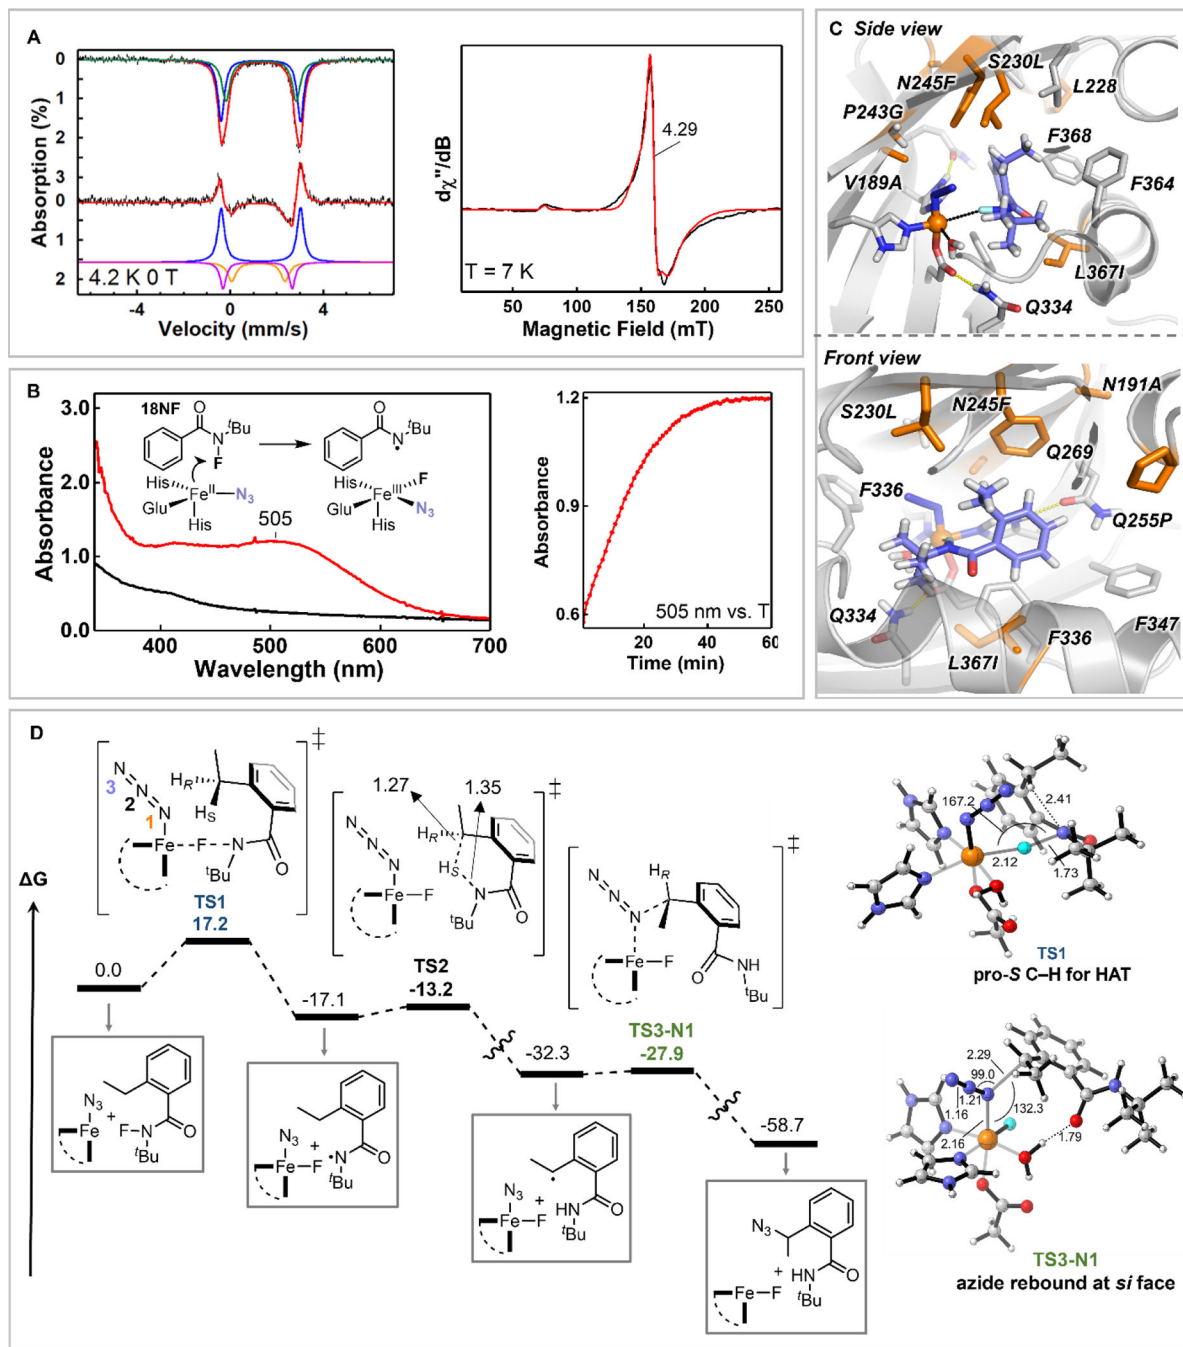 A
Absorption (%)
0
1
2
3
0
1
2
4.2 K 0 T
-4
0
4
Velocity (mm/s)
dχ"/dB
4.29
T = 7 K
50
100
150
200
250
Magnetic Field (mT)
B
Absorbance
3.0
2.0
1.0
0.0
18NF
O
N
tBu
F
O
N
tBu
His
Glu
FeII
N3
His
His
Glu
FeIII
F
N3
His
505
400
500
600
700
Wavelength (nm)
Absorbance
1.2
0.9
0.6
505 nm vs. T
20
40
60
Time (min)
C Side view
S230L
N245F
L228
P243G
F368
V189A
F364
L367I
Q334
Front view
N191A
S230L
N245F
Q269
F336
Q255P
Q334
F336
F347
L367I
D
ΔG
N
3
N
2
N
1
Fe
F
N
tBu
O
HR
HS
‡
TS1
17.2
1.27
1.35
N
N
N
Fe
F
HR
HS
N
tBu
O
‡
TS2
-13.2
N
N
N
Fe
F
HR
O
NH
tBu
‡
TS3-N1
-27.9
0.0
-17.1
-32.3
-58.7
N3
Fe
+
F
N
O
tBu
N3
Fe
F
+
N
O
tBu
N3
Fe
F
+
HN
O
tBu
N3
Fe
F
+
HN
O
tBu
167.2
2.41
2.12
1.73
TS1
pro-S C–H for HAT
2.29
99.0
1.21
1.16
132.3
2.16
1.79
TS3-N1
azide rebound at si face